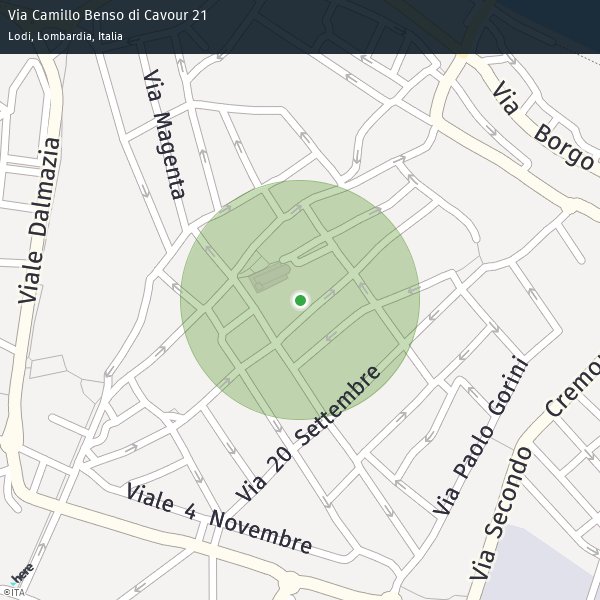 Via Camillo Benso di Cavour 21
Lodi, Lombardia, Italia
Via Magenta
Via Borgo
Viale Dalmazia
Via 20 Settembre
Via Paolo Gorini
Via Secondo Cremo
Viale 4 Novembre
here
©ITA